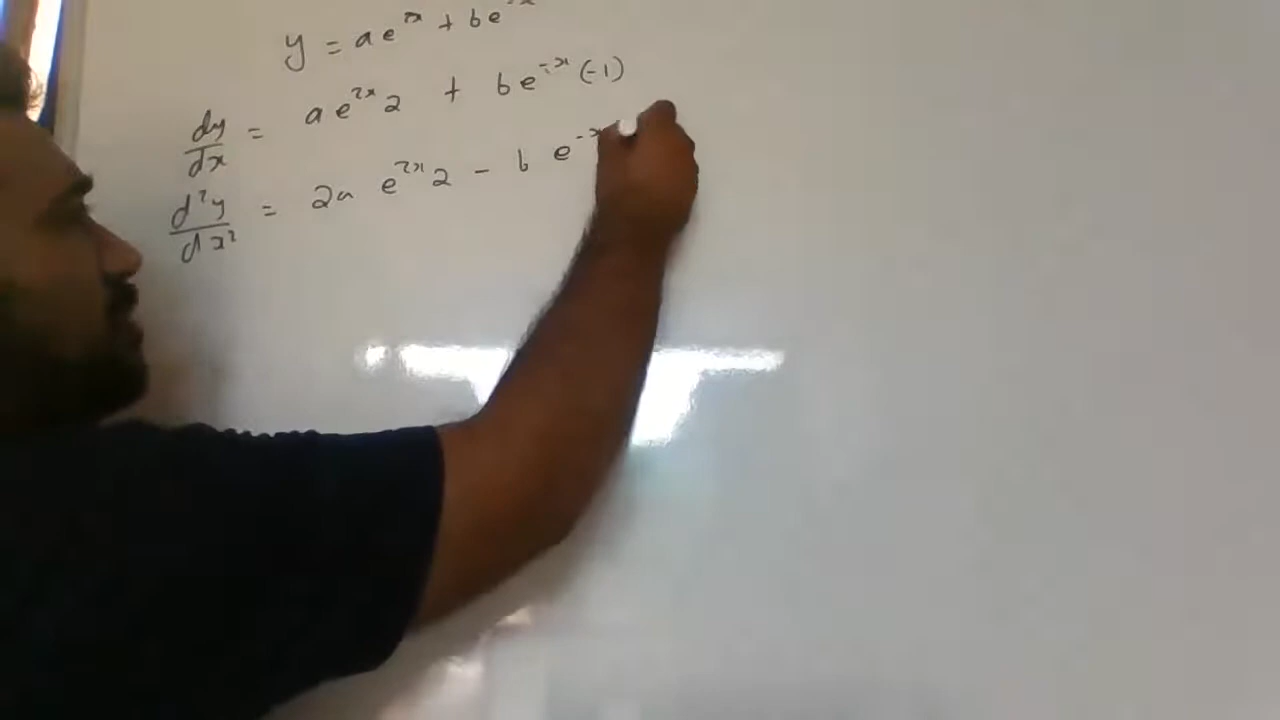 y = ae^{2x} + be^{-x}
dy/dx = ae^{2x} 2 + be^{-x} (-1)
d²y/dx² = 2a e^{2x} 2 - b e^{-x}